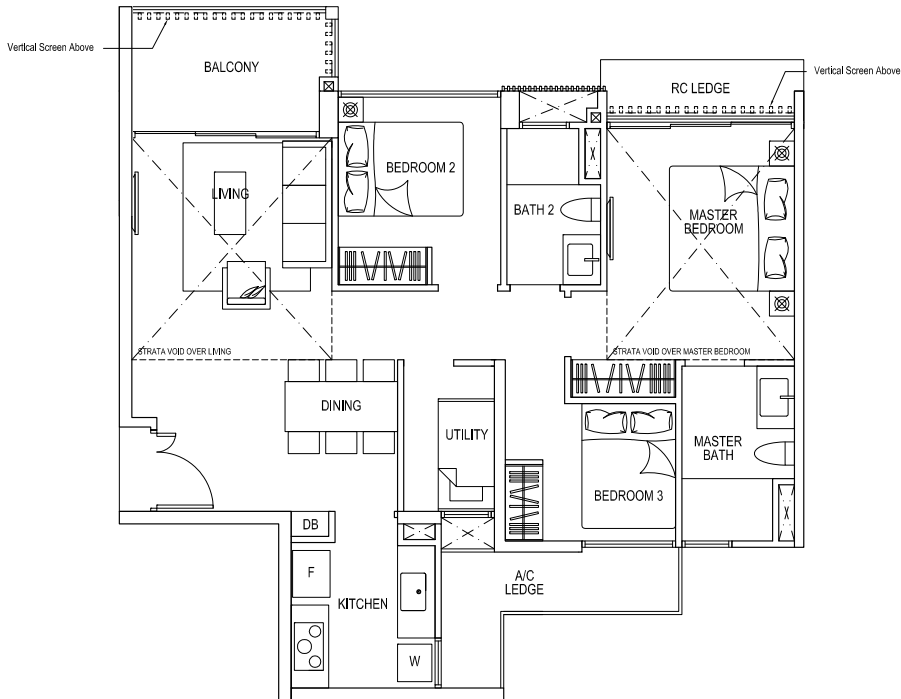 Vertical Screen Above
BALCONY
RC LEDGE
Vertical Screen Above
LIVING
BEDROOM 2
BATH 2
MASTER
BEDROOM
STRATA VOID OVER LIVING
STRATA VOID OVER MASTER BEDROOM
DINING
UTILITY
MASTER
BATH
BEDROOM 3
DB
F
A/C
LEDGE
KITCHEN
W